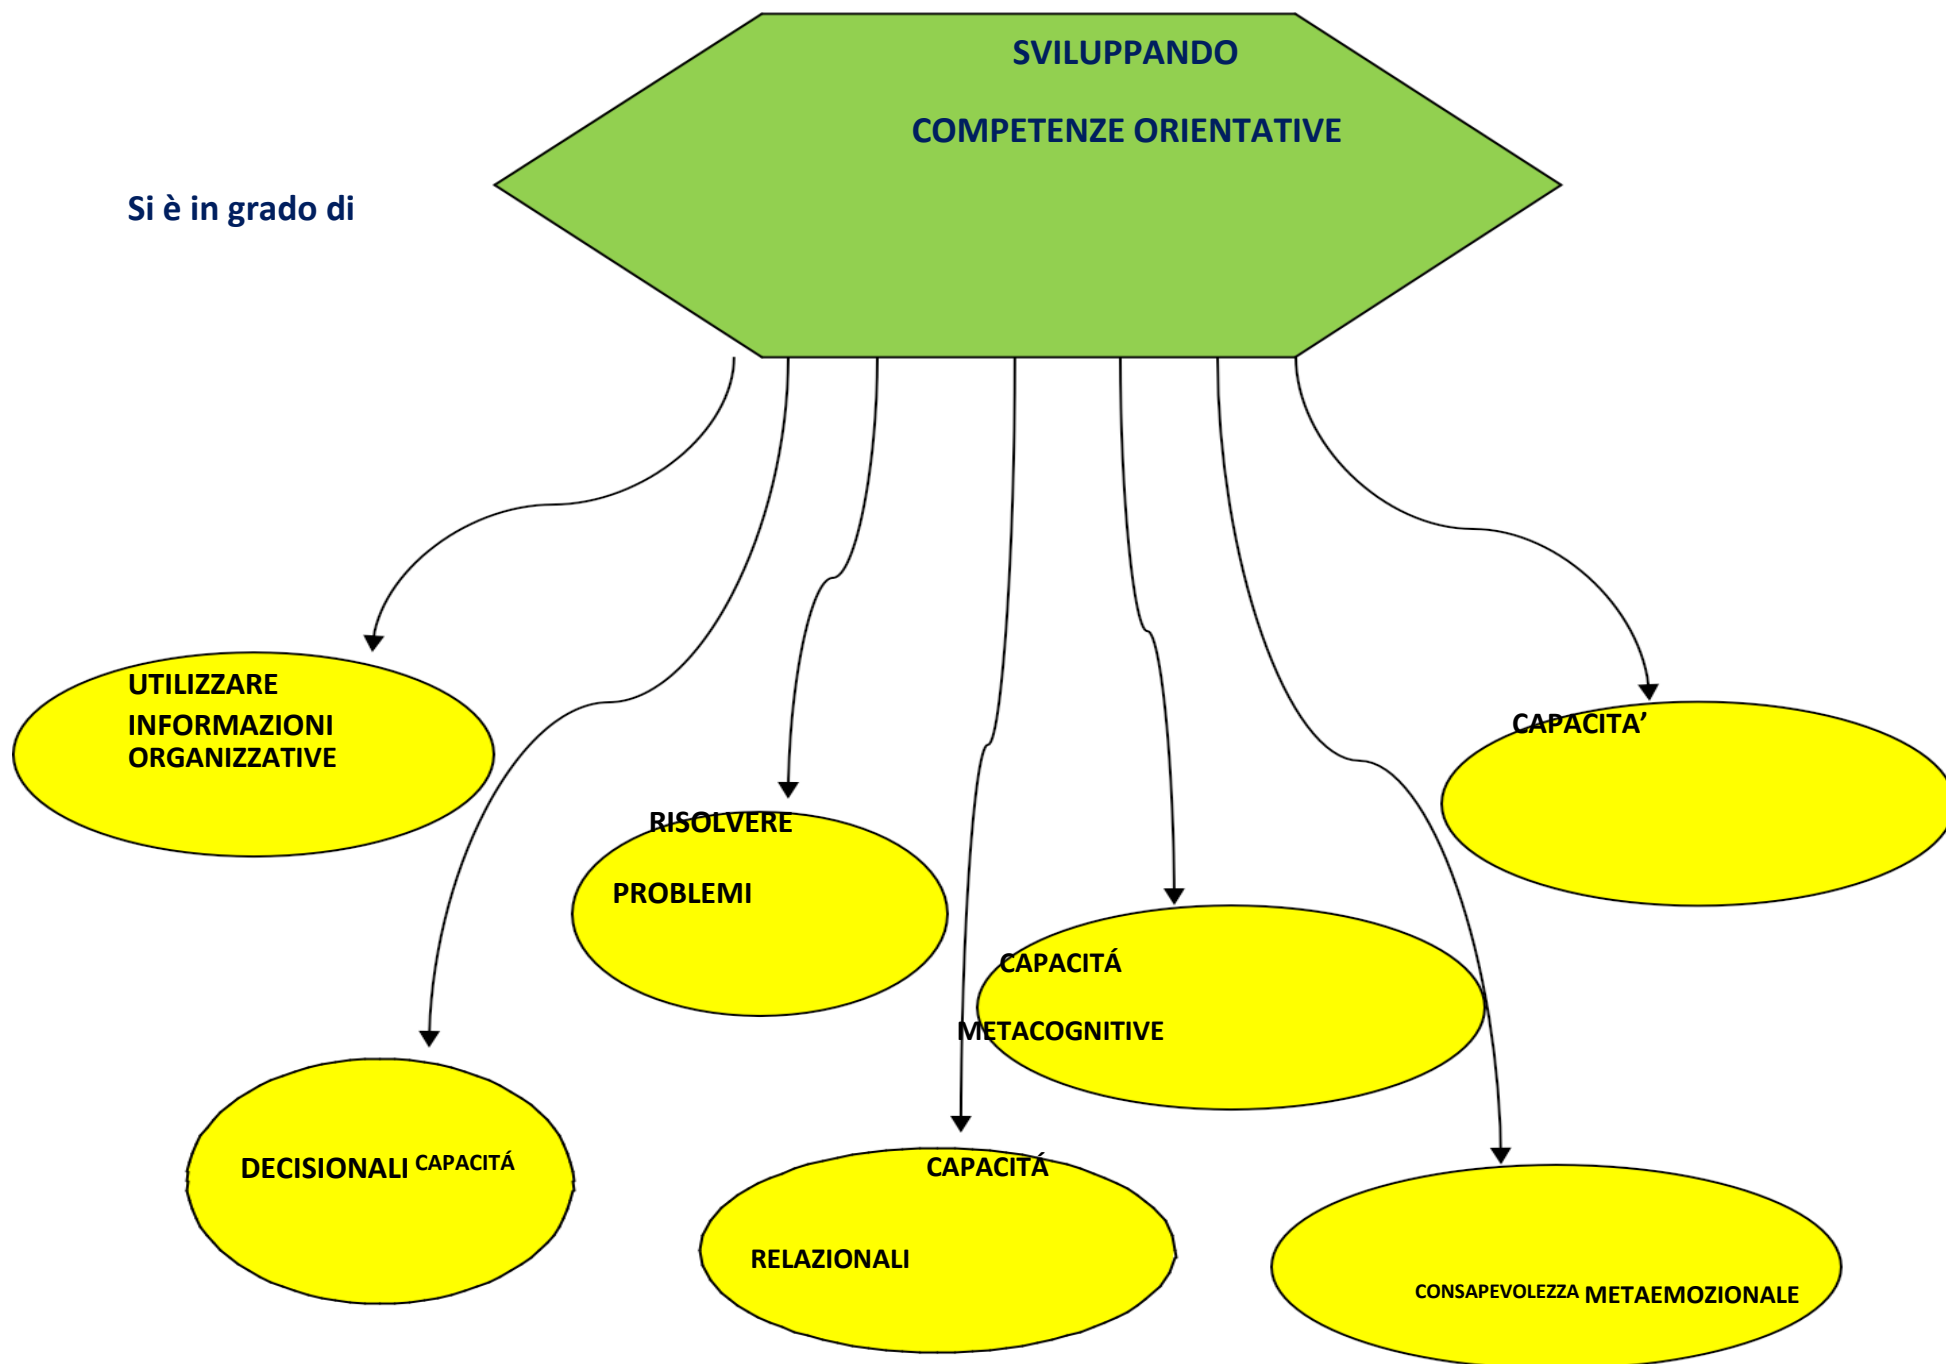 SVILUPPANDO
COMPETENZE ORIENTATIVE
Si è in grado di
UTILIZZARE
INFORMAZIONI
ORGANIZZATIVE
CAPACITA’
RISOLVERE
PROBLEMI
CAPACITÁ
METACOGNITIVE
DECISIONALI CAPACITÁ
CAPACITÁ
RELAZIONALI
CONSAPEVOLEZZA METAEMOZIONALE